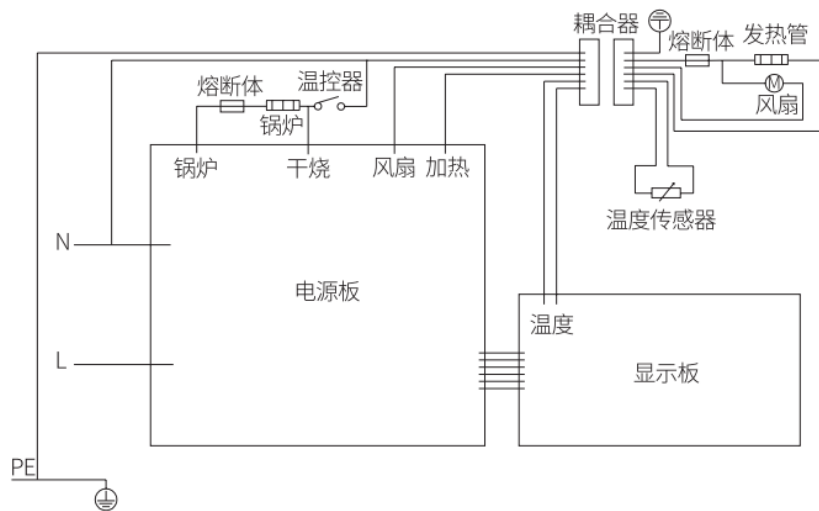 耦合器
熔断体
发热管
M
风扇
熔断体
温控器
锅炉
锅炉
干烧
风扇
加热
温度传感器
N
电源板
温度
L
显示板
PE